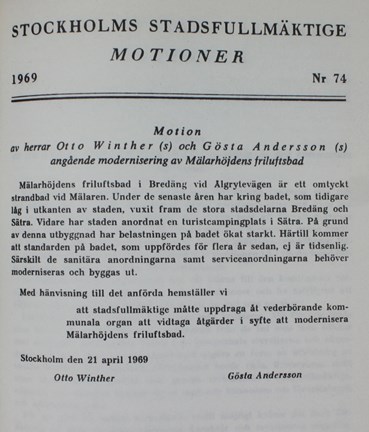 STOCKHOLMS STADSFULLMÄKTIGE
MOTIONER
1969 Nr 74
Motion
av herrar Otto Winther (s) och Gösta Andersson (s)
angående modernisering av Mälarhöjdens friluftsbad
Mälarhöjdens friluftsbad i Bredäng vid Algrytevägen är ett omtyckt
strandbad vid Mälaren. Under de senaste åren har kring badet, som tidigare
låg i utkanten av staden, vuxit fram de stora stadsdelarna Bredäng och
Sätra. Vidare har staden anordnat en turistcampingplats i Sätra. På grund
av denna utbyggnad har belastningen på badet ökat starkt. Härtill kommer
att standarden på badet, som uppfördes för flera år sedan, ej är tidsenlig.
Särskilt de sanitära anordningarna samt serviceanordningarna behöver
moderniseras och byggas ut.
Med hänvisning till det anförda hemställer vi
att stadsfullmäktige måtte uppdraga åt vederbörande kom-
munala organ att vidtaga åtgärder i syfte att modernisera
Mälarhöjdens friluftsbad.
Stockholm den 21 april 1969
Otto Winther Gösta Andersson